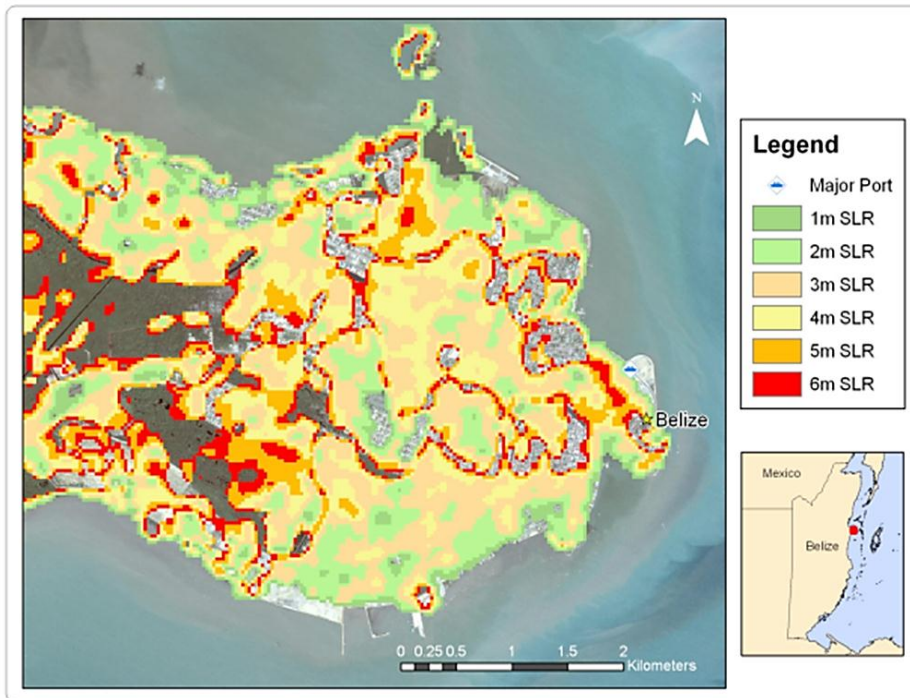 N
Belize
0 0.25 0.5 1 1.5 2
Kilometers
Legend
Major Port
1m SLR
2m SLR
3m SLR
4m SLR
5m SLR
6m SLR
Mexico
Belize